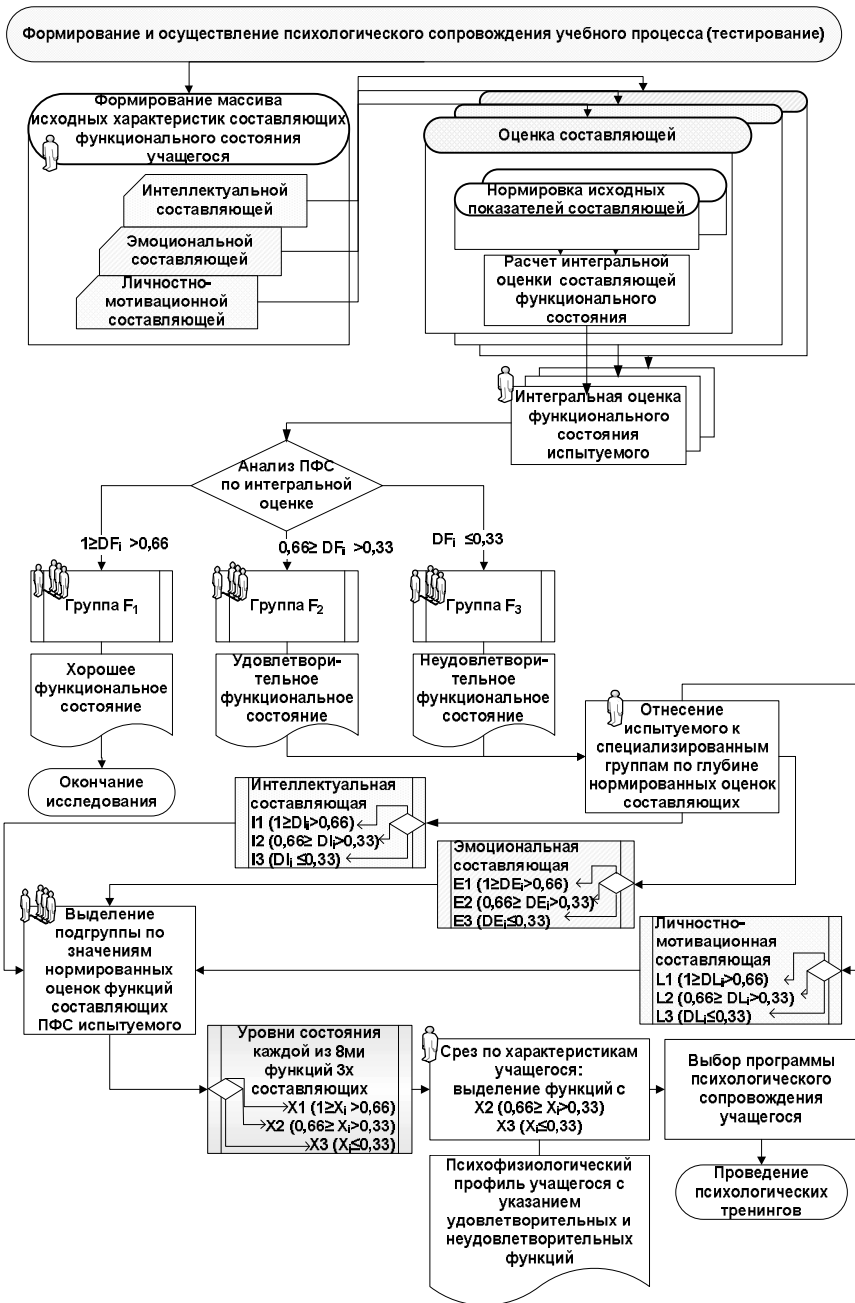 Формирование и осуществление психологического сопровождения учебного процесса (тестирование)
Формирование массива
исходных характеристик составляющих
функционального состояния
учащегося
Интеллектуальной
составляющей
Эмоциональной
составляющей
Личностно-
мотивационной
составляющей
Оценка составляющей
Нормировка исходных
показателей составляющей
Расчет интегральной
оценки составляющей
функционального
состояния
Интегральная оценка
функционального
состояния
испытуемого
Анализ ПФС
по интегральной
оценке
1≥DFi >0,66
0,66≥ DFi >0,33
DFi ≤0,33
Группа F1
Группа F2
Группа F3
Хорошее
функциональное
состояние
Удовлетвори-
тельное
функциональное
состояние
Неудовлетвори-
тельное
функциональное
состояние
Окончание
исследования
Отнесение
испытуемого к
специализированным
группам по глубине
нормированных оценок
составляющих
Интеллектуальная
составляющая
I1 (1≥DIi>0,66)
I2 (0,66≥ DIi>0,33)
I3 (DIi ≤0,33)
Эмоциональная
составляющая
E1 (1≥DEi>0,66)
E2 (0,66≥ DEi>0,33)
E3 (DEi≤0,33)
Личностно-
мотивационная
составляющая
L1 (1≥DLi>0,66)
L2 (0,66≥ DLi>0,33)
L3 (DLi≤0,33)
Выделение
подгруппы по
значениям
нормированных
оценок функций
составляющих
ПФС испытуемого
Уровни состояния
каждой из 8ми
функций 3х
составляющих
X1 (1≥Xi >0,66)
X2 (0,66≥ Xi>0,33)
X3 (Xi≤0,33)
Срез по характеристикам
учащегося:
выделение функций с
X2 (0,66≥ Xi>0,33)
X3 (Xi≤0,33)
Выбор программы
психологического
сопровождения
учащегося
Психофизиологический
профиль учащегося с
указанием
удовлетворительных и
неудовлетворительных
функций
Проведение
психологических
тренингов